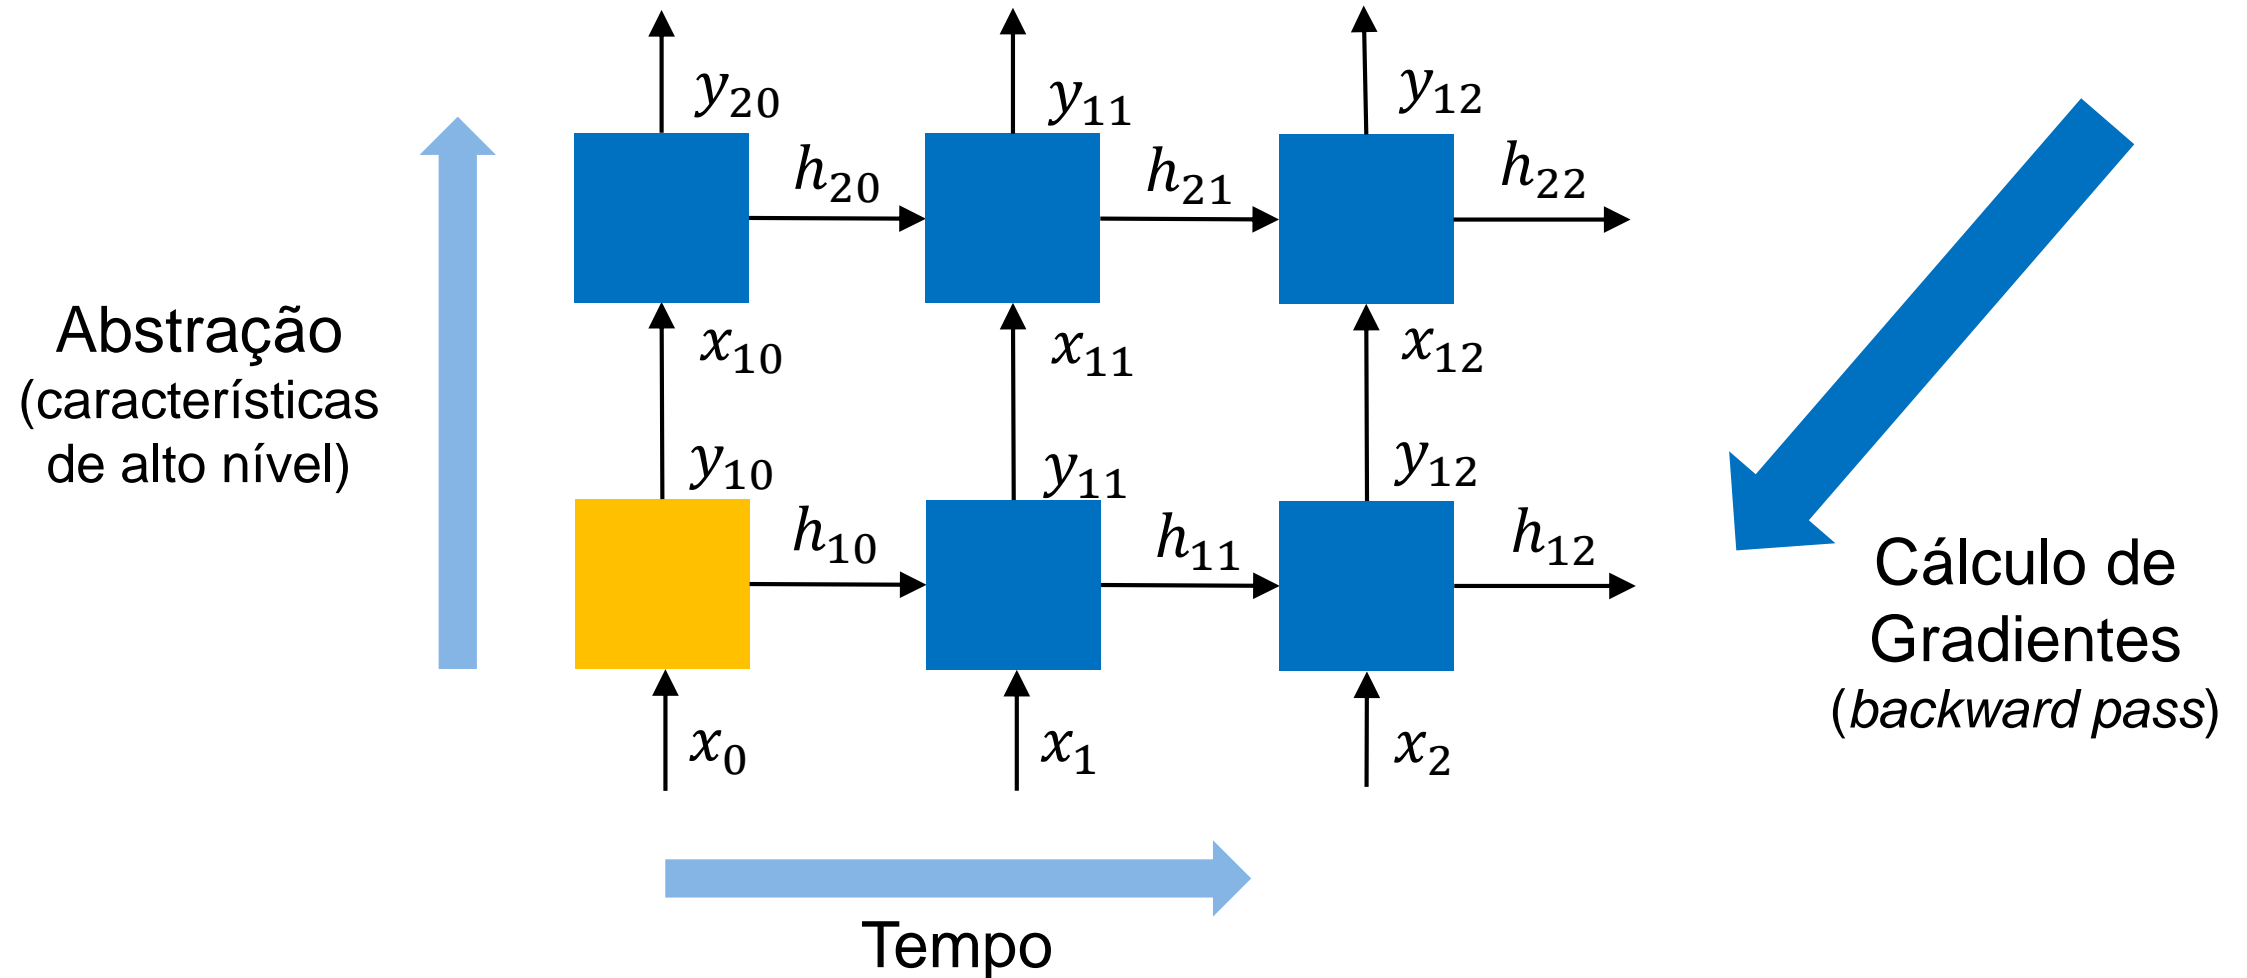 y₂₀ y₁₁ y₁₂
h₂₀ h₂₁ h₂₂
x₁₀ x₁₁ x₁₂
Abstração
(características
de alto nível)
y₁₀ y₁₁ y₁₂
h₁₀ h₁₁ h₁₂
x₀ x₁ x₂
Cálculo de
Gradientes
(backward pass)
Tempo